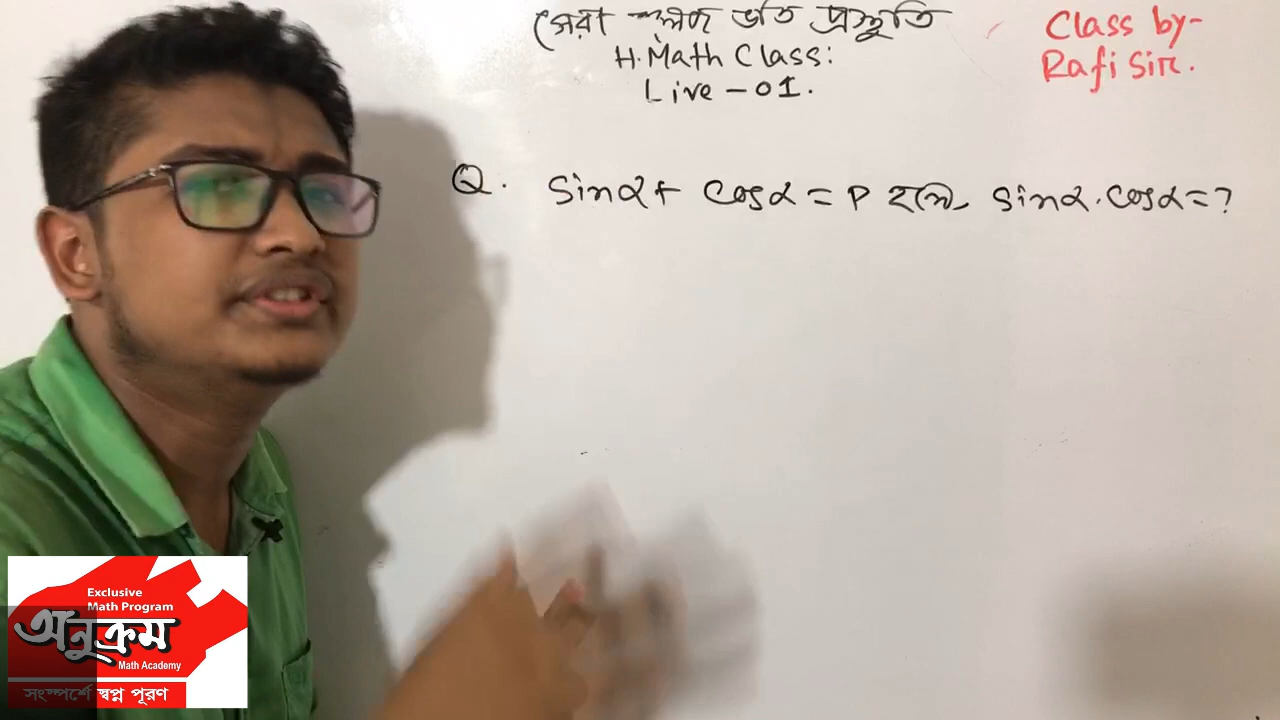 সেরা কলেজ ভর্তি প্রস্তুতি
H.Math Class:
Live -01.
Class by-
Rafi Sir.
Q. Sinα+ Cosα = P হলে, Sinα.Cosα=?
Exclusive
Math Program
অনুক্রম
Math Academy
সংস্পর্শে স্বপ্ন পূরণ